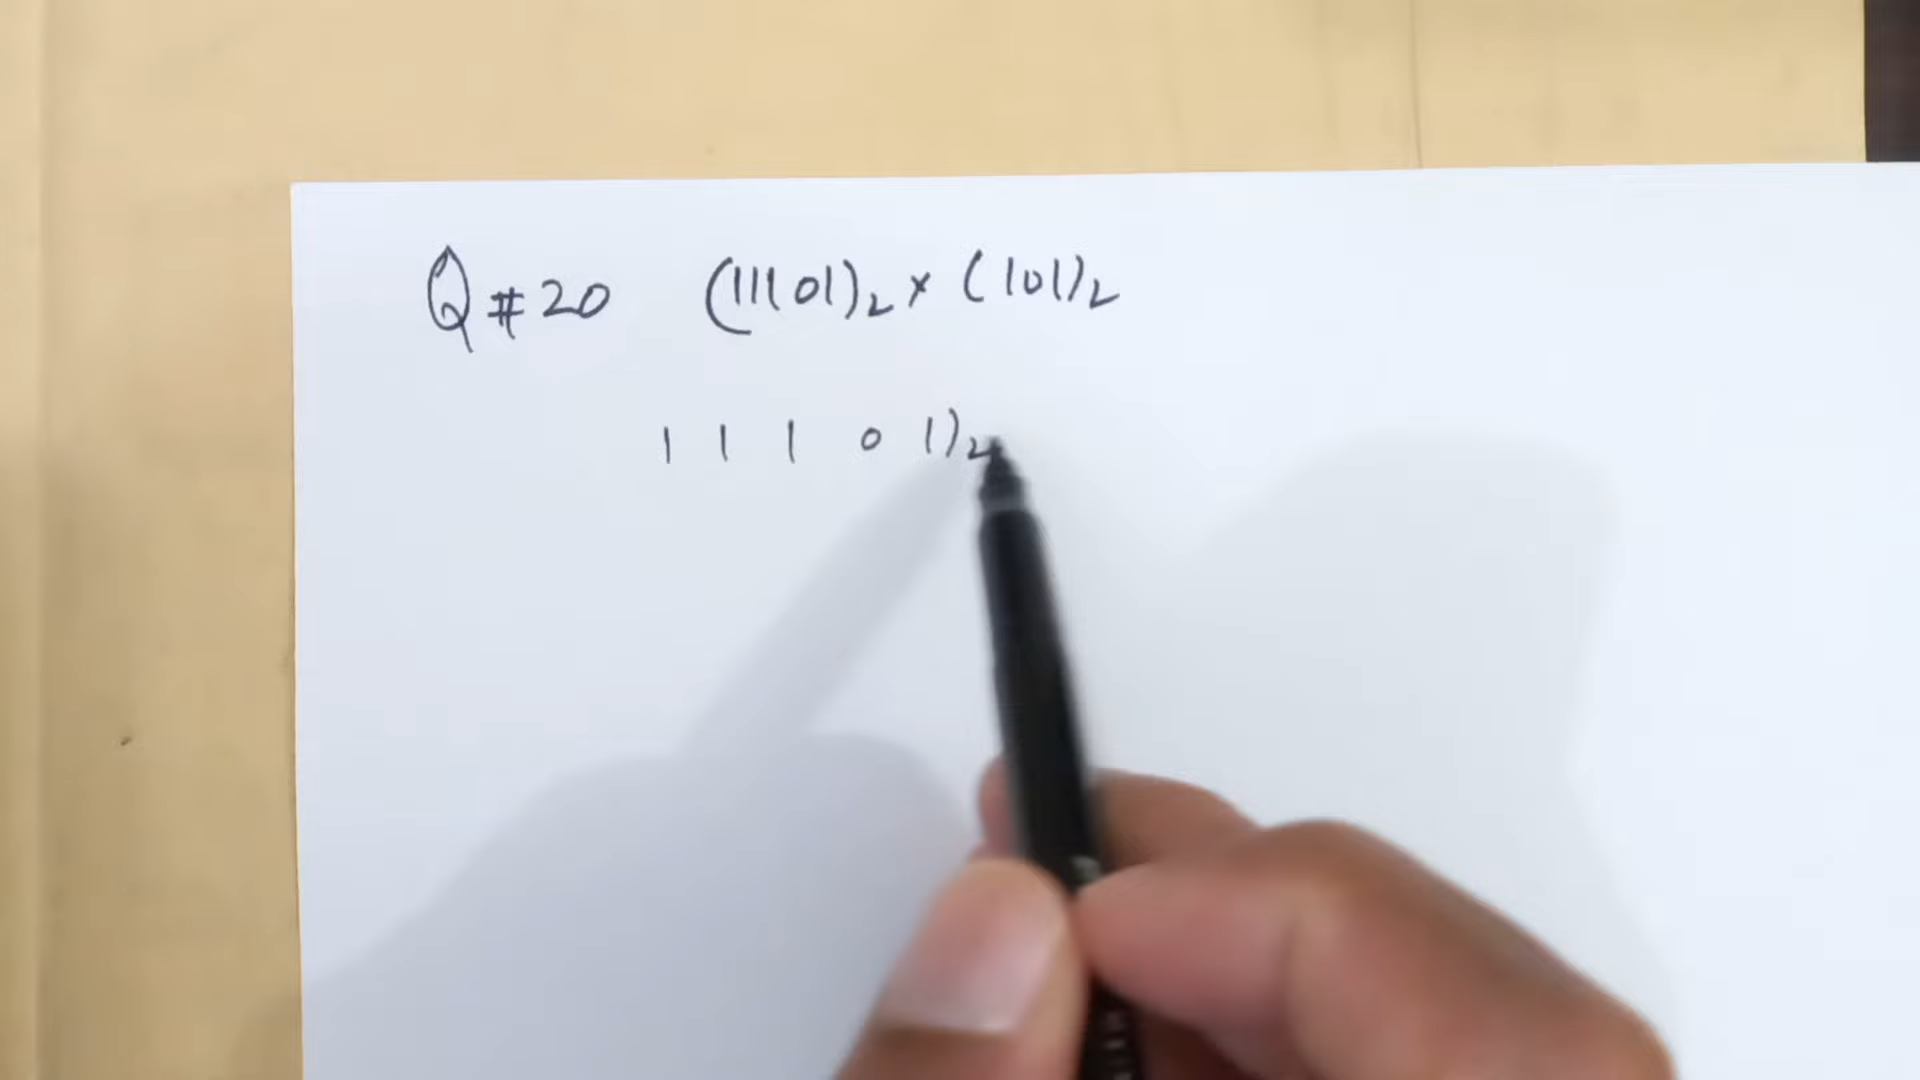 Q # 20 (11101)₂ × (101)₂
1 1 1 0 1)₂